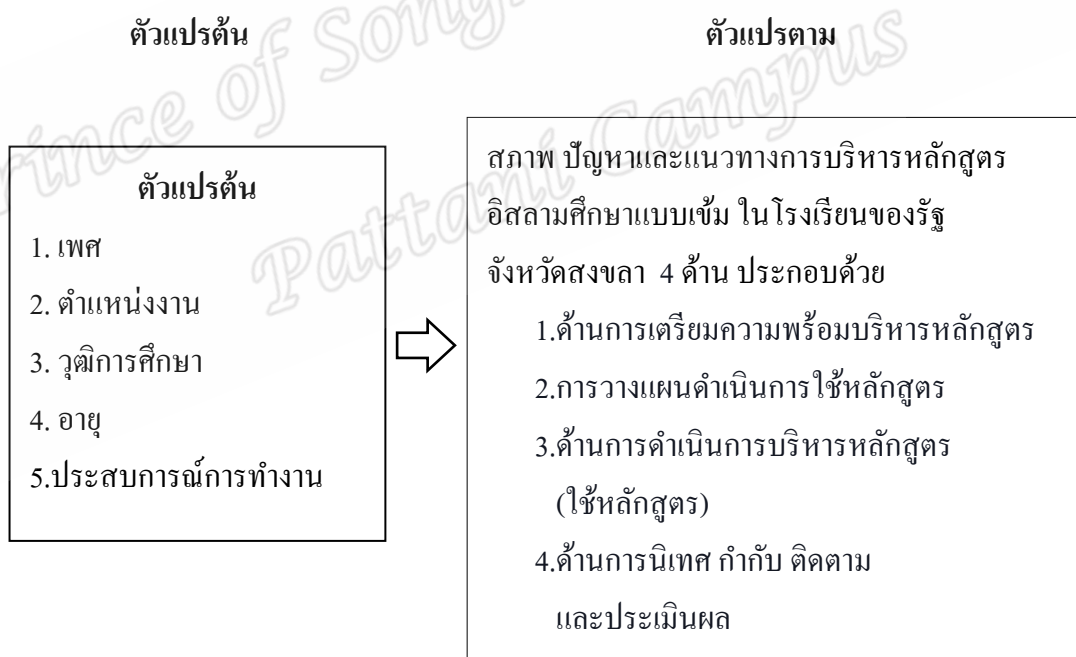 ตัวแปรต้น
ตัวแปรตาม
ตัวแปรต้น
1. เพศ
2. ตำแหน่งงาน
3. วุฒิการศึกษา
4. อายุ
5.ประสบการณ์การทำงาน
สภาพ ปัญหาและแนวทางการบริหารหลักสูตร
อิสลามศึกษาแบบเข้ม ในโรงเรียนของรัฐ
จังหวัดสงขลา 4 ด้าน ประกอบด้วย
1.ด้านการเตรียมความพร้อมบริหารหลักสูตร
2.การวางแผนดำเนินการใช้หลักสูตร
3.ด้านการดำเนินการบริหารหลักสูตร
(ใช้หลักสูตร)
4.ด้านการนิเทศ กำกับ ติดตาม
และประเมินผล
of
Pattani Campus